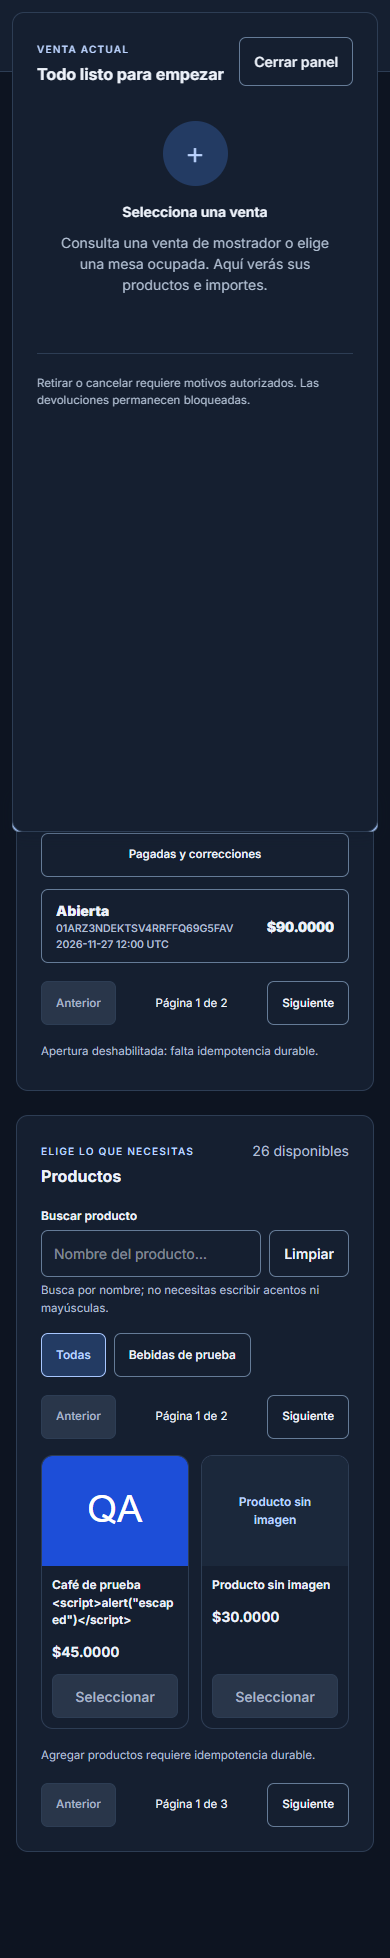 VENTA ACTUAL
Todo listo para empezar
Cerrar panel
+
Selecciona una venta
Consulta una venta de mostrador o elige
una mesa ocupada. Aquí verás sus
productos e importes.
Retirar o cancelar requiere motivos autorizados. Las
devoluciones permanecen bloqueadas.
Pagadas y correcciones
Abierta
01ARZ3NDEKTSV4RRFFQ69G5FAV
2026-11-27 12:00 UTC
$90.0000
Anterior
Página 1 de 2
Siguiente
Apertura deshabilitada: falta idempotencia durable.
ELIGE LO QUE NECESITAS
26 disponibles
Productos
Buscar producto
Nombre del producto...
Limpiar
Busca por nombre; no necesitas escribir acentos ni
mayúsculas.
Todas
Bebidas de prueba
Anterior
Página 1 de 2
Siguiente
QA
Café de prueba
<script>alert("escap
ed")</script>
$45.0000
Seleccionar
Producto sin
imagen
Producto sin imagen
$30.0000
Seleccionar
Agregar productos requiere idempotencia durable.
Anterior
Página 1 de 3
Siguiente